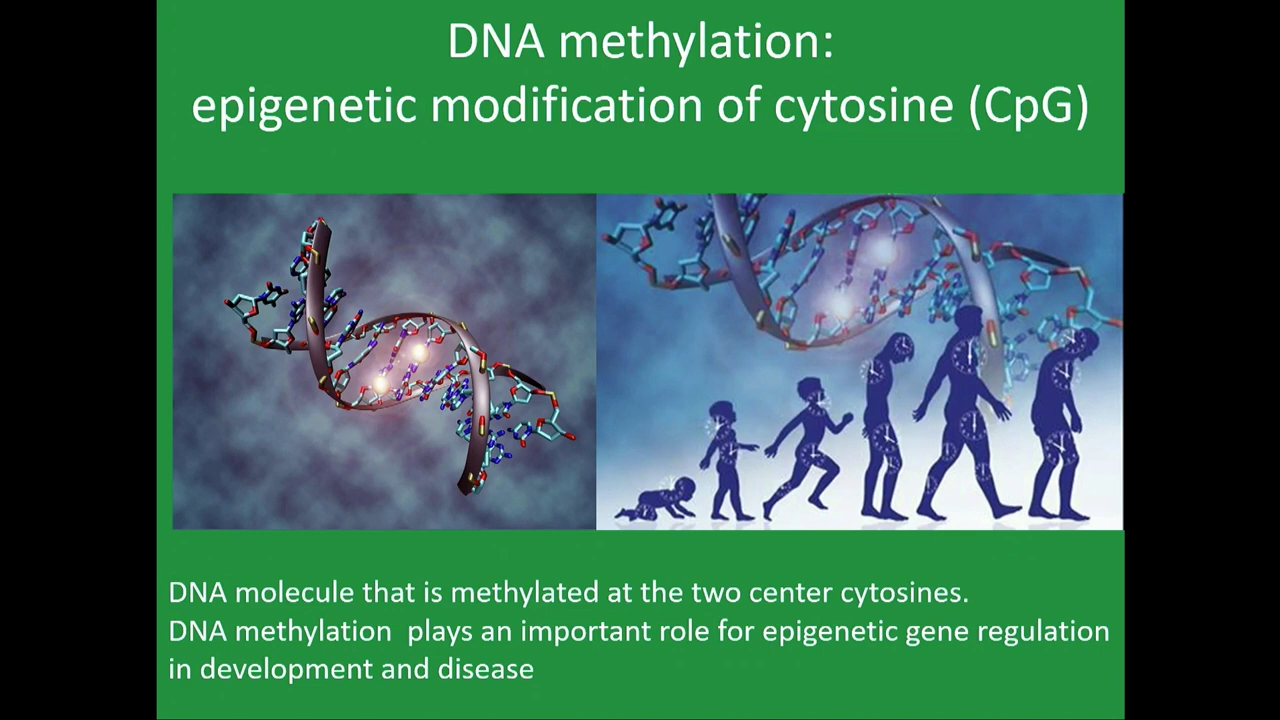 DNA methylation:
epigenetic modification of cytosine (CpG)
DNA molecule that is methylated at the two center cytosines.
DNA methylation  plays an important role for epigenetic gene regulation
in development and disease